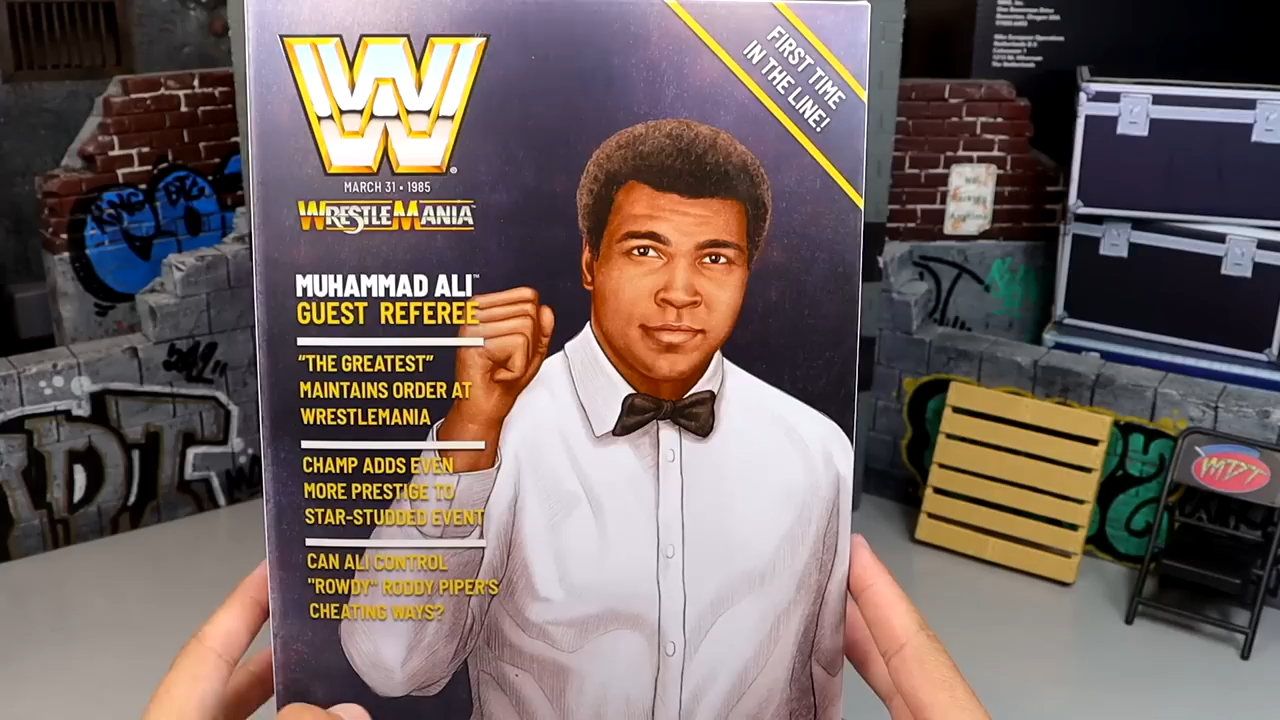 W
MARCH 31 • 1985
WRESTLEMANIA
MUHAMMAD ALI™
GUEST REFEREE
"THE GREATEST"
MAINTAINS ORDER AT
WRESTLEMANIA
CHAMP ADDS EVEN
MORE PRESTIGE TO
STAR-STUDDED EVENT
CAN ALI CONTROL
"ROWDY" RODDY PIPER'S
CHEATING WAYS?
FIRST TIME
IN THE LINE!
MDT